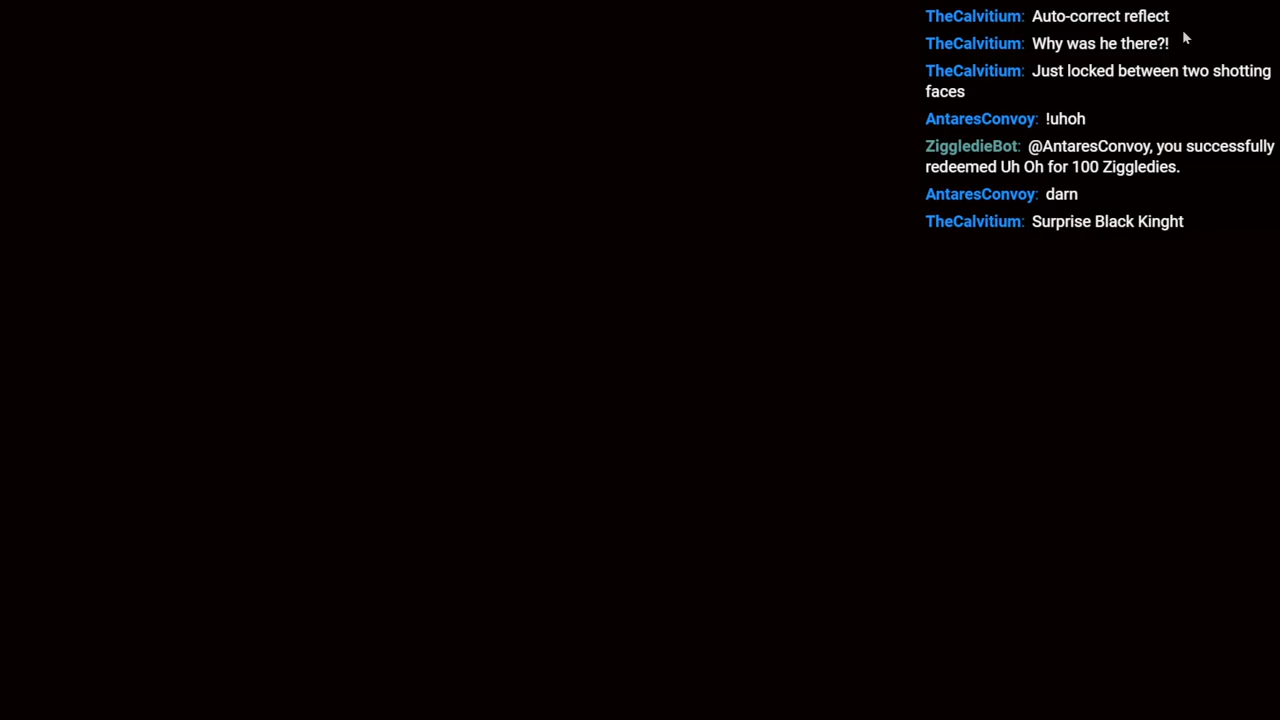 TheCalvitium: Auto-correct reflect
TheCalvitium: Why was he there?!
TheCalvitium: Just locked between two shotting
faces
AntaresConvoy: !uhoh
ZiggledieBot: @AntaresConvoy, you successfully
redeemed Uh Oh for 100 Ziggledies.
AntaresConvoy: darn
TheCalvitium: Surprise Black Kinght